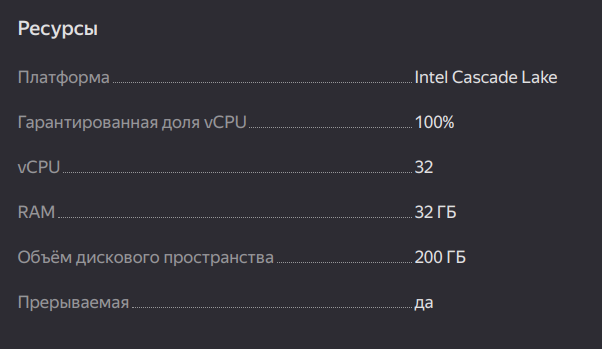 Ресурсы
Платформа Intel Cascade Lake
Гарантированная доля vCPU 100%
vCPU 32
RAM 32 ГБ
Объём дискового пространства 200 ГБ
Прерываемая да